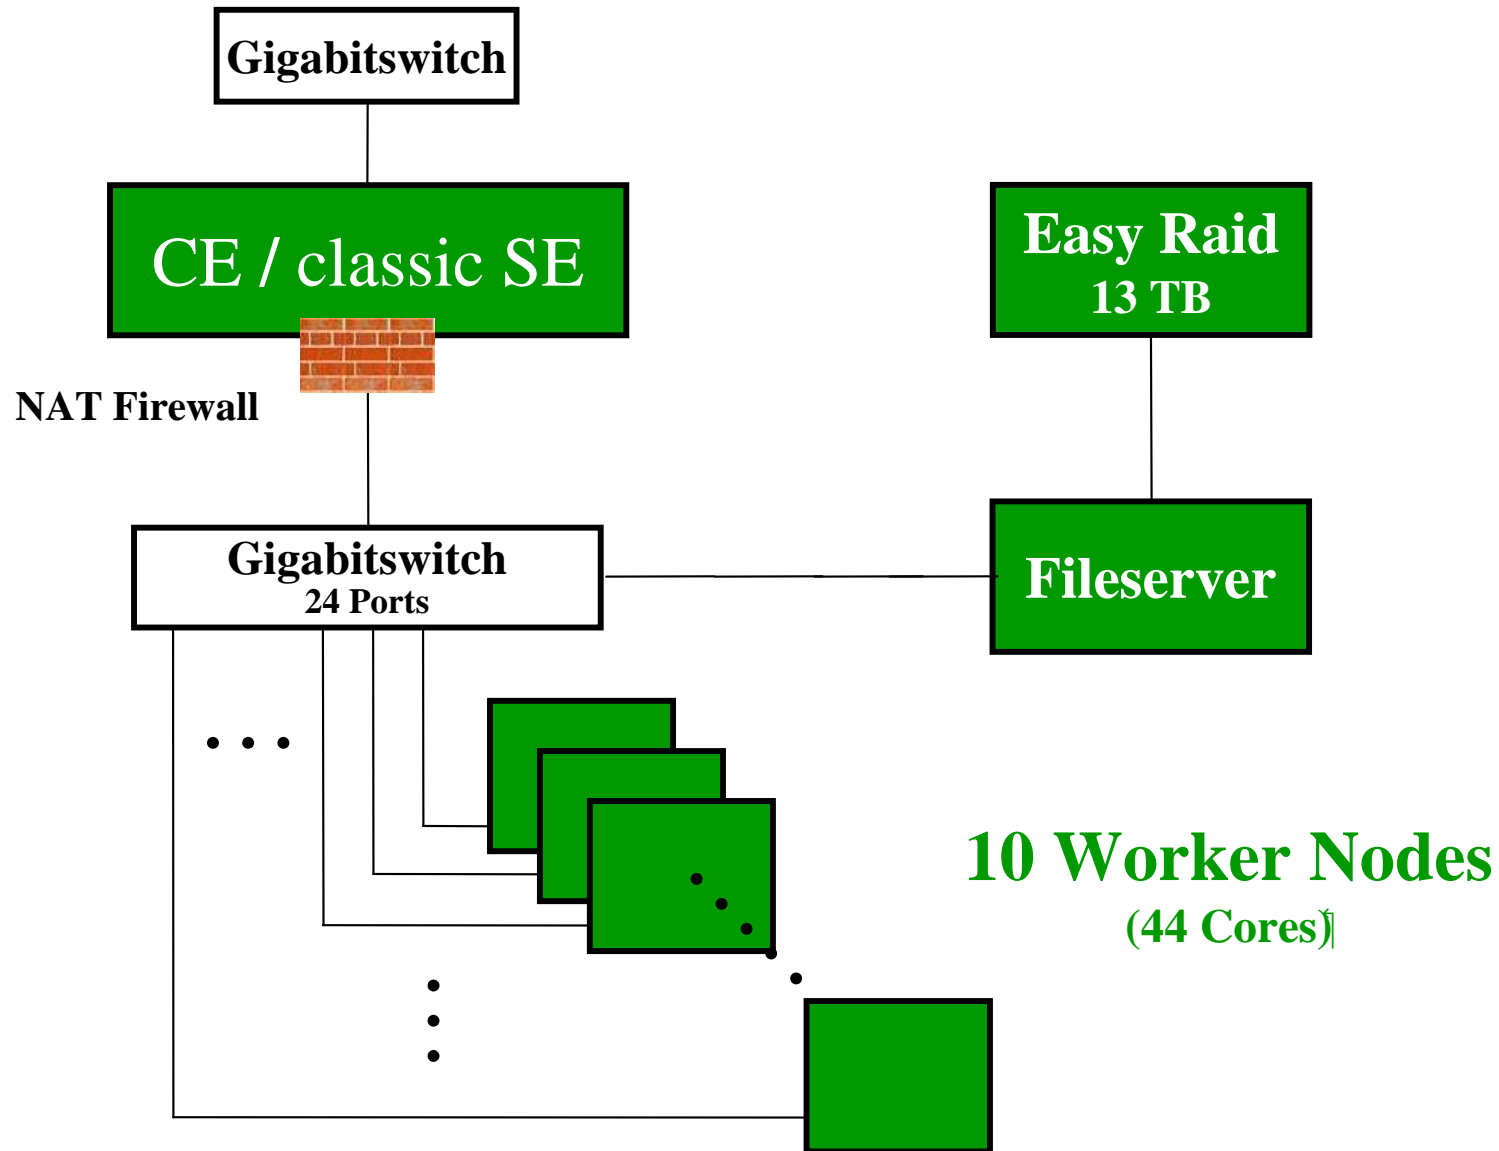 Gigabitswitch
CE / classic SE
Easy Raid
13 TB
NAT Firewall
Gigabitswitch
24 Ports
Fileserver
10 Worker Nodes
(44 Cores)